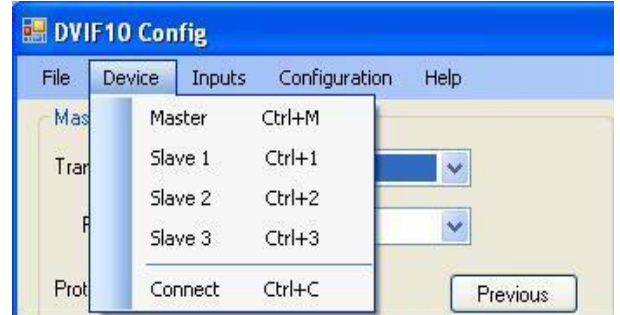 DVIF10 Config
File Device Inputs Configuration Help
Master Ctrl+M
Slave 1 Ctrl+1
Slave 2 Ctrl+2
Slave 3 Ctrl+3
Connect Ctrl+C
Previous